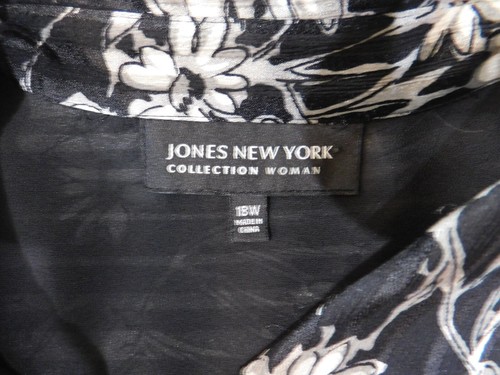 JONES NEW YORK
COLLECTION WOMAN
18W
MADE IN
CHINA